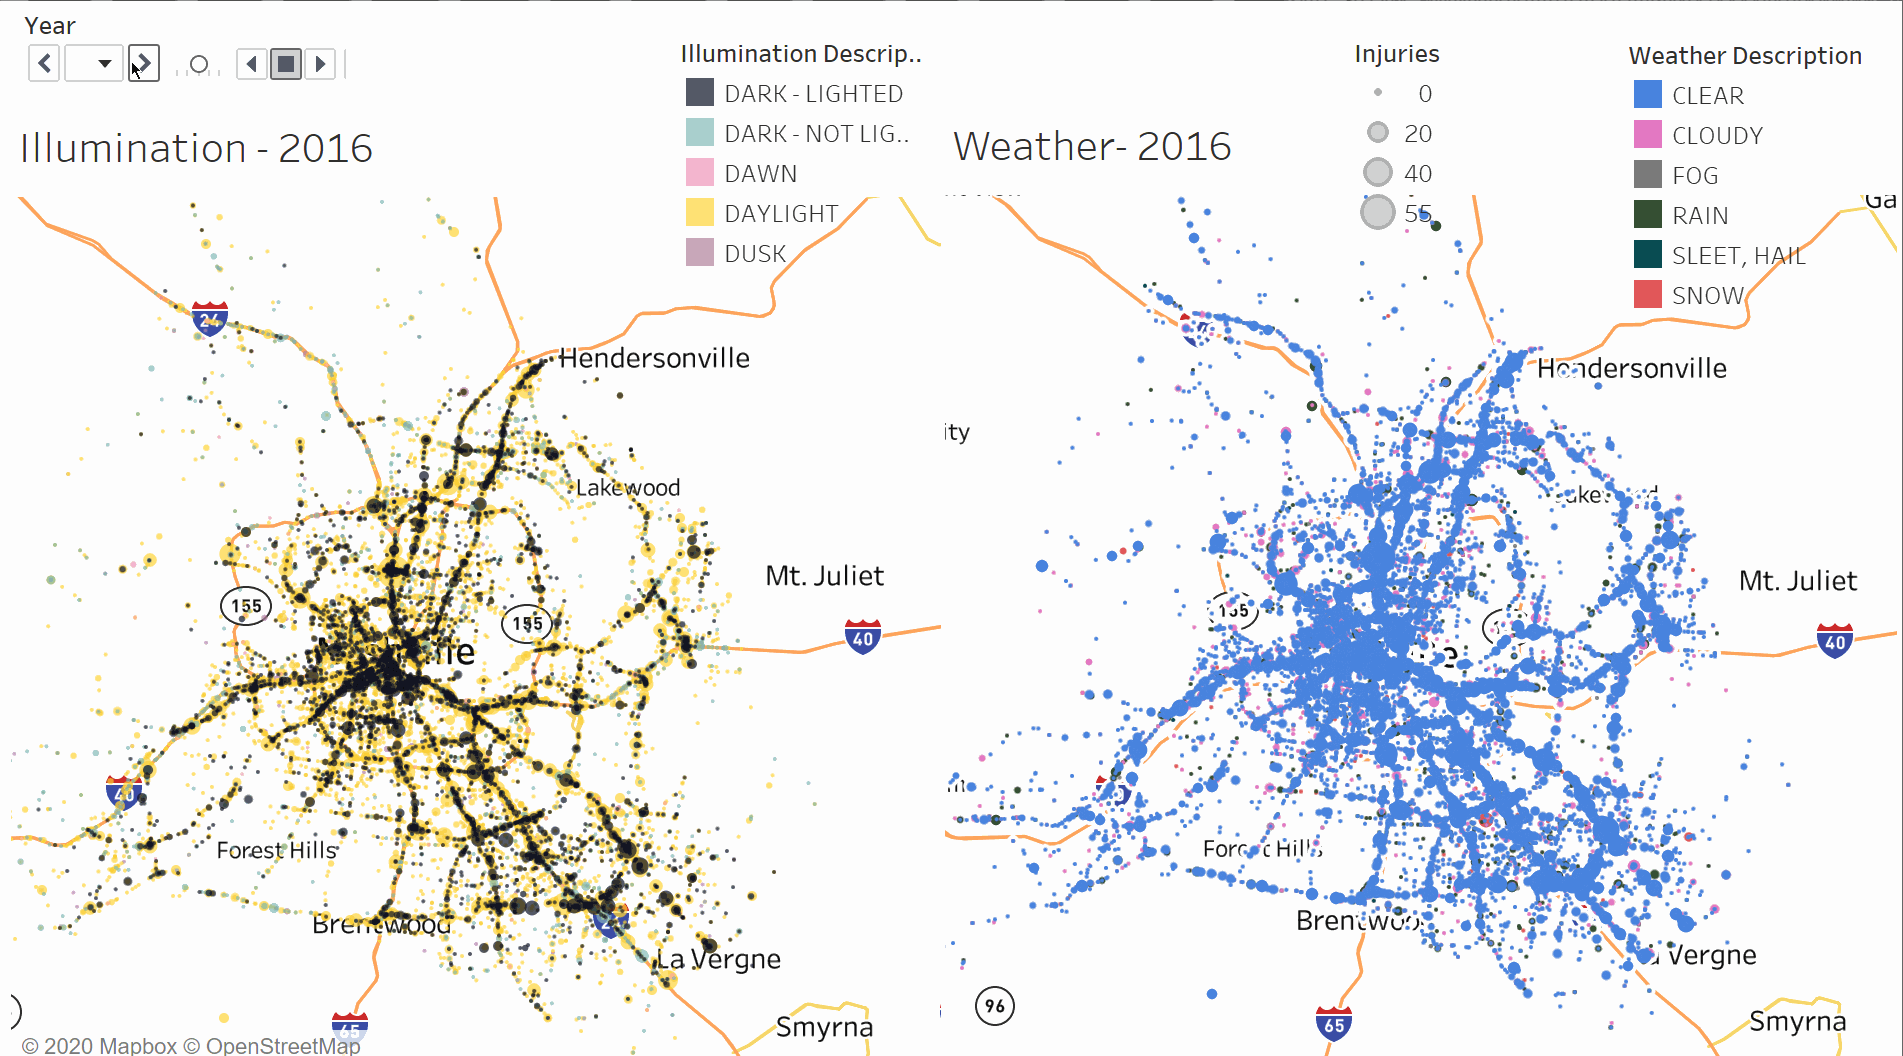 Year
Illumination Descrip..
DARK - LIGHTED
DARK - NOT LIG..
DAWN
DAYLIGHT
DUSK
Injuries
0
20
40
55
Weather Description
CLEAR
CLOUDY
FOG
RAIN
SLEET, HAIL
SNOW
Illumination - 2016
24
Hendersonville
Lakewood
Mt. Juliet
155
155
40
40
Forest Hills
Brentwood
La Vergne
65
Smyrna
© 2020 Mapbox © OpenStreetMap
Weather- 2016
Ga
Hendersonville
ity
Mt. Juliet
155
40
Forest Hills
Brentwoo
Vergne
96
65
Smyrna